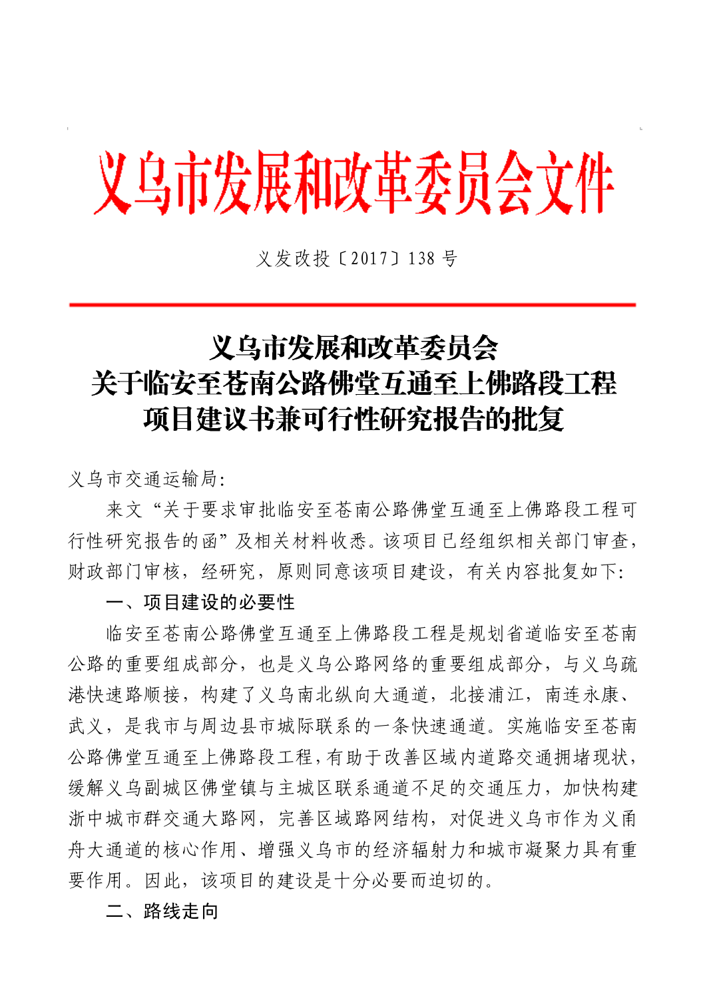 义乌市发展和改革委员会文件
义发改投〔2017〕138 号
义乌市发展和改革委员会
关于临安至苍南公路佛堂互通至上佛路段工程
项目建议书兼可行性研究报告的批复
义乌市交通运输局：
来文“关于要求审批临安至苍南公路佛堂互通至上佛路段工程可
行性研究报告的函”及相关材料收悉。该项目已经组织相关部门审查，
财政部门审核，经研究，原则同意该项目建设，有关内容批复如下：
一、项目建设的必要性
临安至苍南公路佛堂互通至上佛路段工程是规划省道临安至苍南
公路的重要组成部分，也是义乌公路网络的重要组成部分，与义乌疏
港快速路顺接，构建了义乌南北纵向大通道，北接浦江，南连永康、
武义，是我市与周边县市城际联系的一条快速通道。实施临安至苍南
公路佛堂互通至上佛路段工程，有助于改善区域内道路交通拥堵现状，
缓解义乌副城区佛堂镇与主城区联系通道不足的交通压力，加快构建
浙中城市群交通大路网，完善区域路网结构，对促进义乌市作为义甬
舟大通道的核心作用、增强义乌市的经济辐射力和城市凝聚力具有重
要作用。因此，该项目的建设是十分必要而迫切的。
二、路线走向